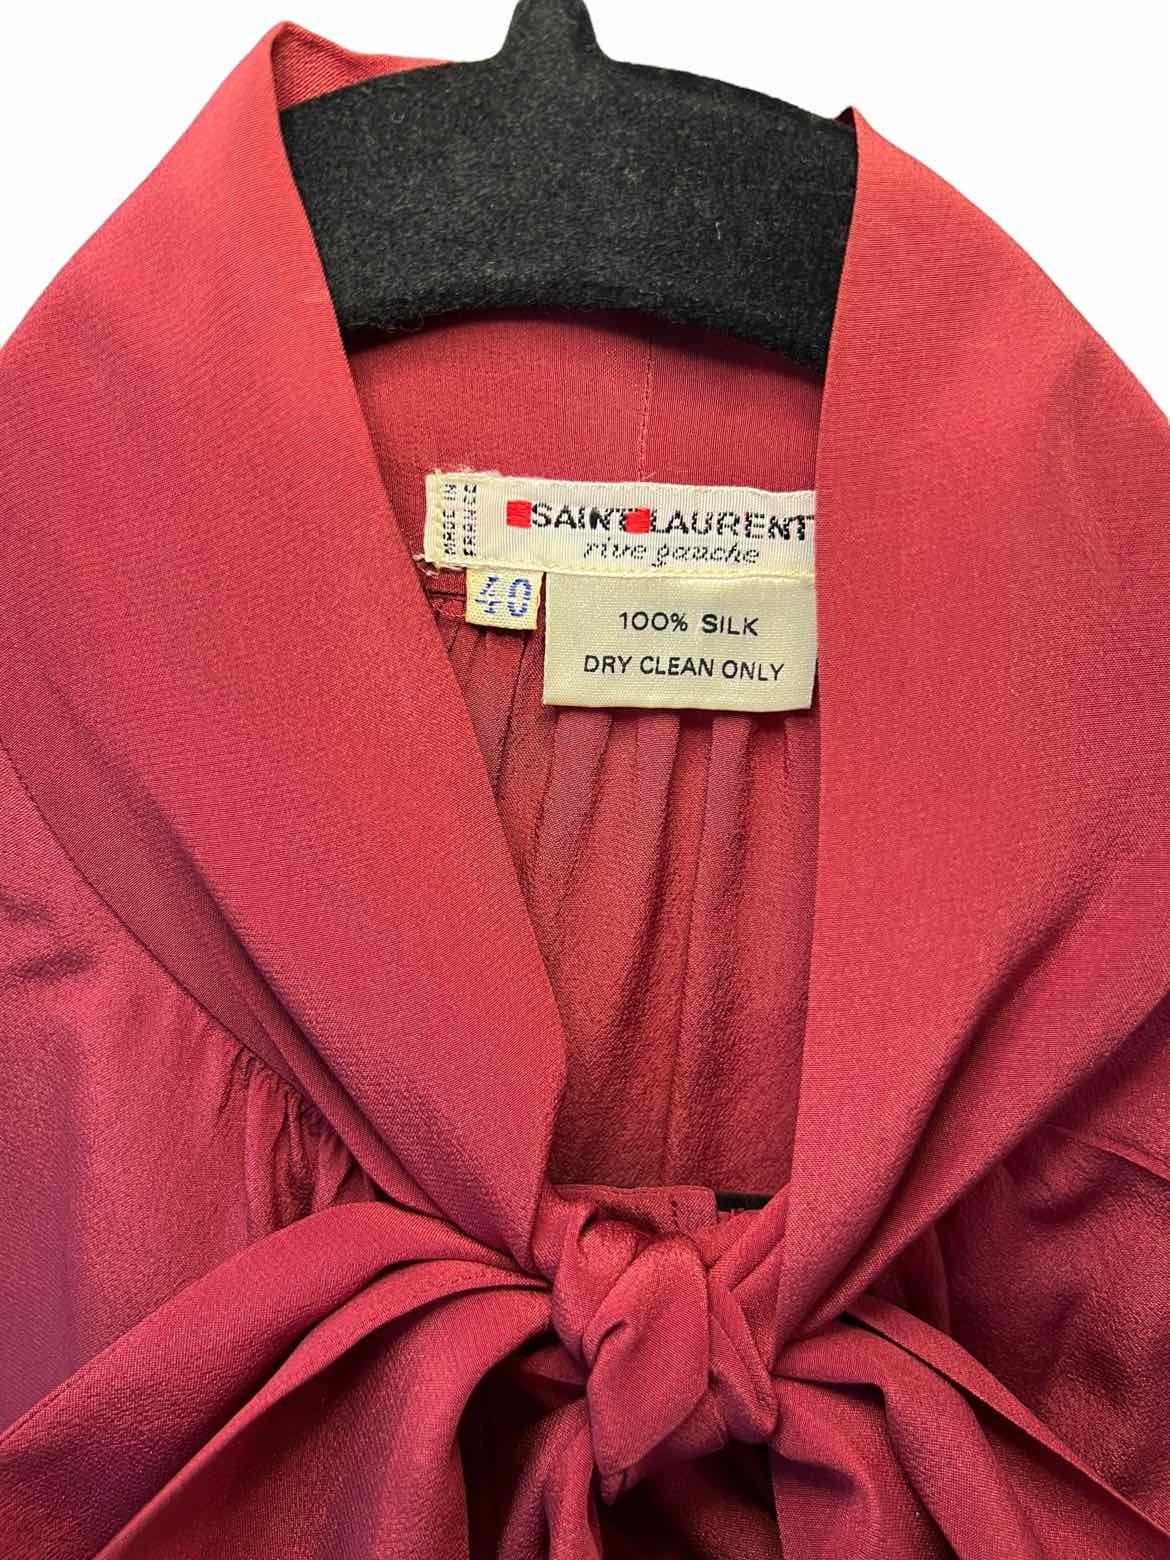 MADE IN
FRANCE
SAINT LAURENT
rive gauche
40
100% SILK
DRY CLEAN ONLY